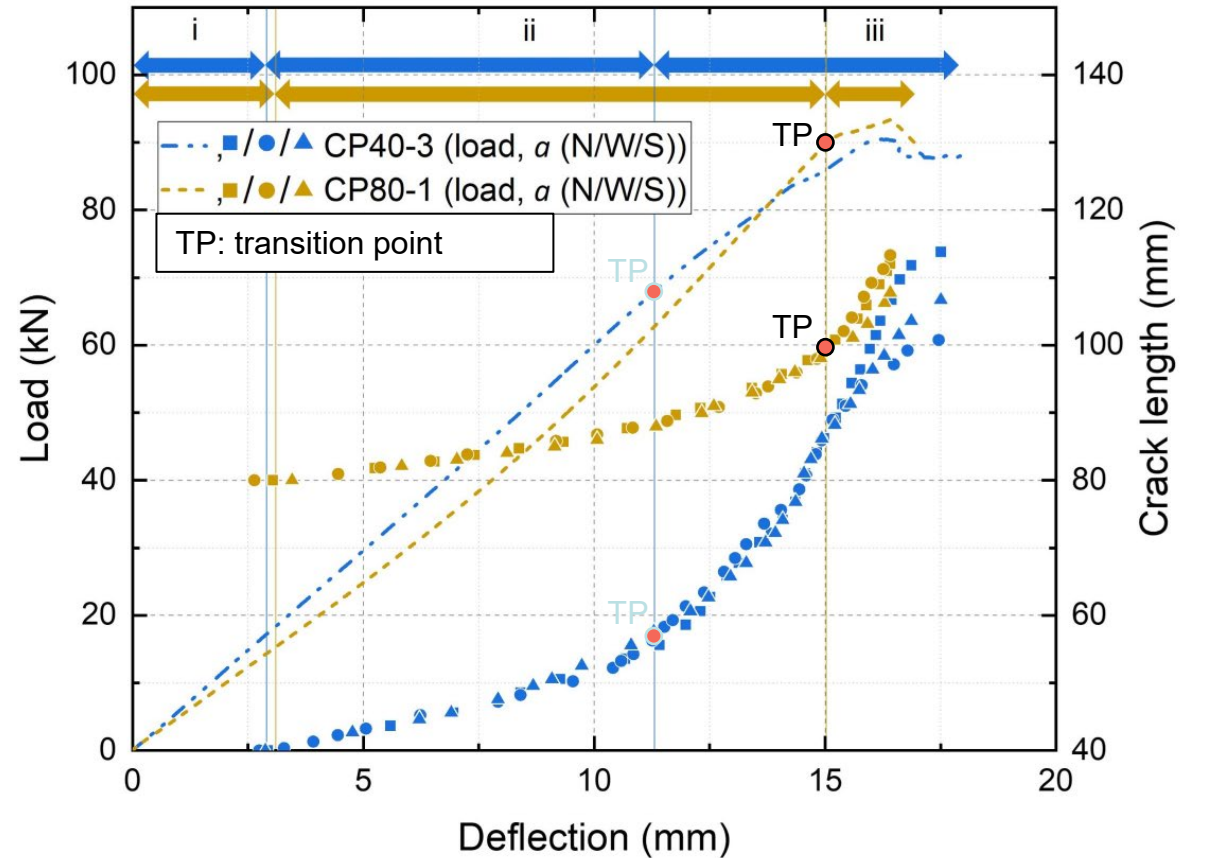 i ii iii
100 140
,■/●/▲ CP40-3 (load, a (N/W/S))
,■/●/▲ CP80-1 (load, a (N/W/S))
TP: transition point
TP
80 120
TP
TP
60 100
40 80
TP
20 60
0 40
0 5 10 15 20
Load (kN)
Crack length (mm)
Deflection (mm)